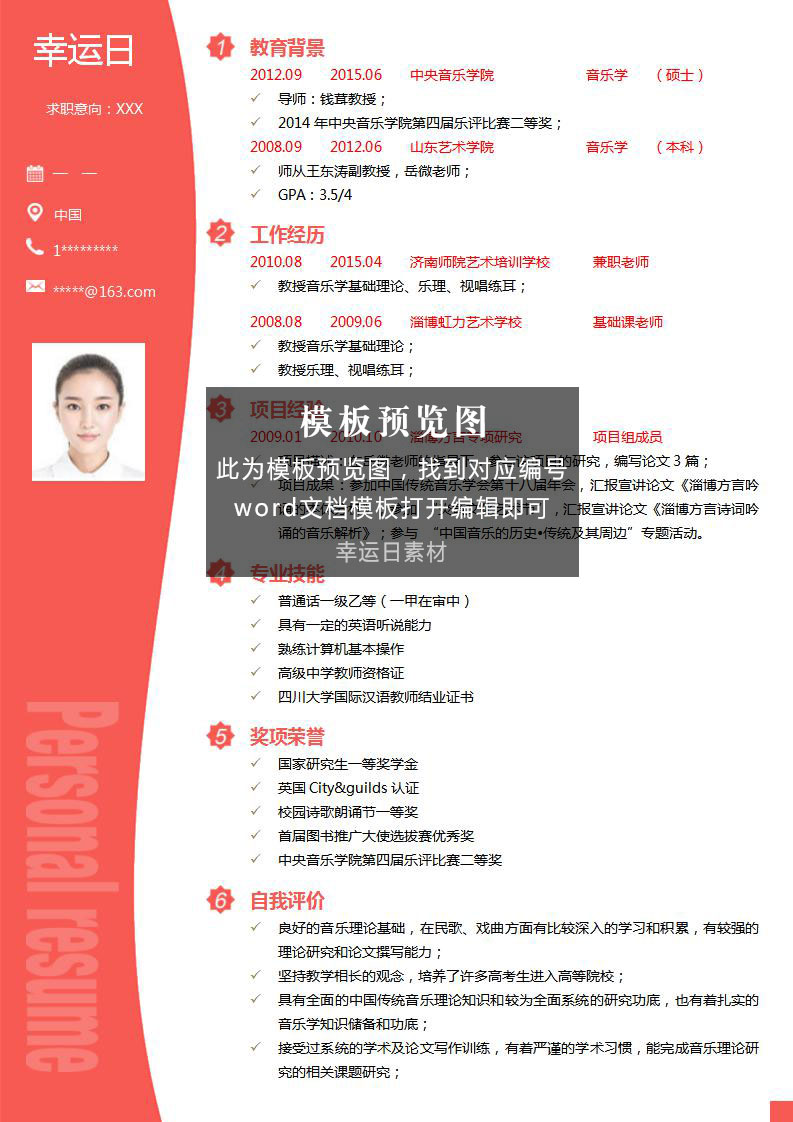 幸运日
求职意向：XXX
— —
中国
1*********
*****@163.com
Personal resume
1 教育背景
2012.09 2015.06 中央音乐学院 音乐学 （硕士）
导师：钱茸教授；
2014 年中央音乐学院第四届乐评比赛二等奖；
2008.09 2012.06 山东艺术学院 音乐学 （本科）
师从王东涛副教授，岳微老师；
GPA：3.5/4
2 工作经历
2010.08 2015.04 济南师院艺术培训学校 兼职老师
教授音乐学基础理论、乐理、视唱练耳；
2008.08 2009.06 淄博虹力艺术学校 基础课老师
教授音乐学基础理论；
教授乐理、视唱练耳；
3 项目经验
2009.01 2010.10 淄博方言专项研究 项目组成员
研究，编写论文 3 篇；
项目成果：参加中国传统音乐学会第十八届年会，汇报宣讲论文《淄博方言吟
汇报宣讲论文《淄博方言诗词吟
诵的音乐解析》；参与 “中国音乐的历史•传统及其周边”专题活动。
模板预览图
此为模板预览图，找到对应编号
word文档模板打开编辑即可
幸运日素材
4 专业技能
普通话一级乙等（一甲在审中）
具有一定的英语听说能力
熟练计算机基本操作
高级中学教师资格证
四川大学国际汉语教师结业证书
5 奖项荣誉
国家研究生一等奖学金
英国 City&guilds 认证
校园诗歌朗诵节一等奖
首届图书推广大使选拔赛优秀奖
中央音乐学院第四届乐评比赛二等奖
6 自我评价
良好的音乐理论基础，在民歌、戏曲方面有比较深入的学习和积累，有较强的
理论研究和论文撰写能力；
坚持教学相长的观念，培养了许多高考生进入高等院校；
具有全面的中国传统音乐理论知识和较为全面系统的研究功底，也有着扎实的
音乐学知识储备和功底；
接受过系统的学术及论文写作训练，有着严谨的学术习惯，能完成音乐理论研
究的相关课题研究；